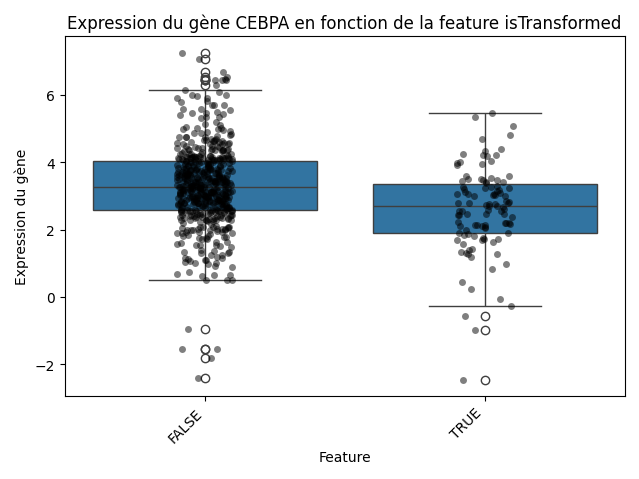 Expression du gène CEBPA en fonction de la feature isTransformed
Expression du gène
6
4
2
0
−2
FALSE
TRUE
Feature